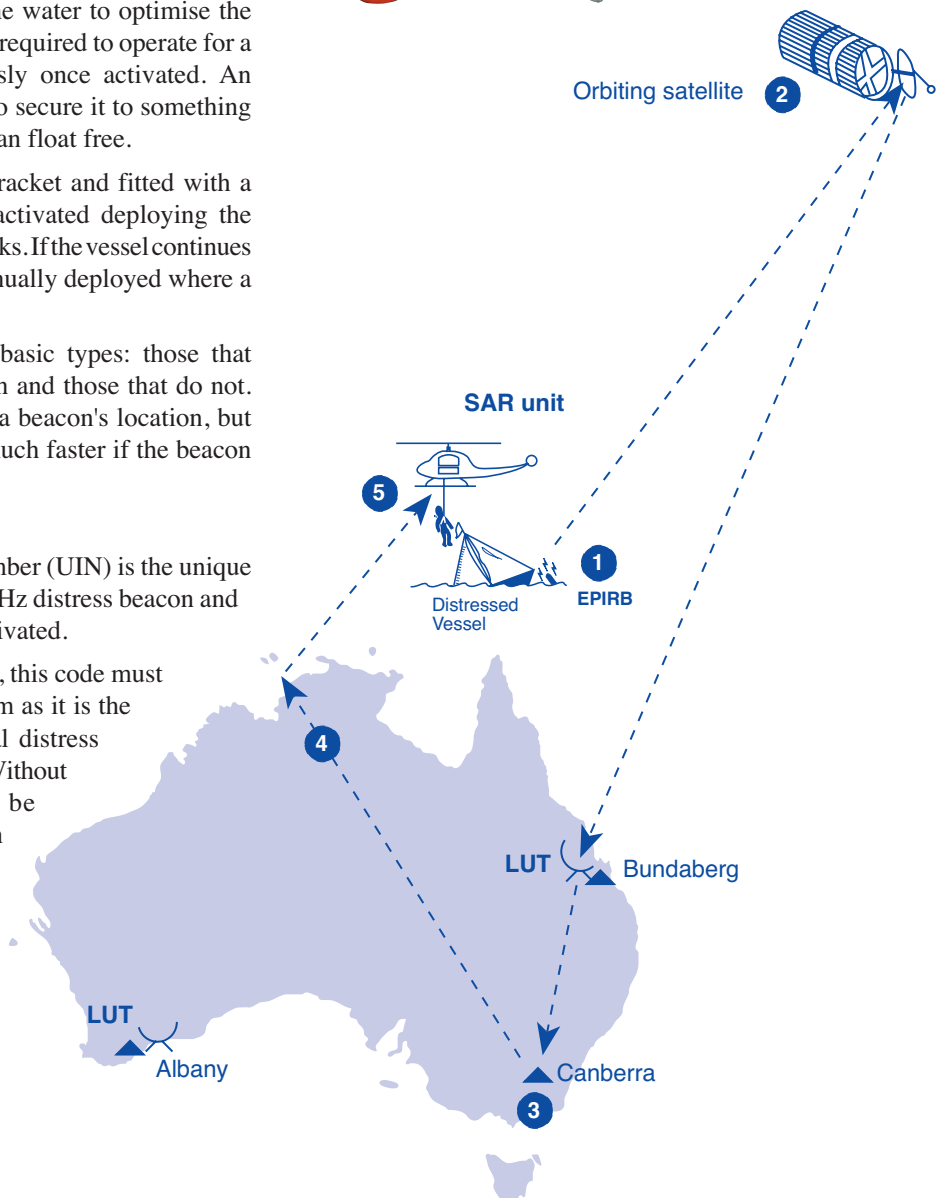 ne water to optimise the
required to operate for a
sly once activated. An
o secure it to something
an float free.
racket and fitted with a
activated deploying the
ks. If the vessel continues
nually deployed where a
basic types: those that
n and those that do not.
a beacon's location, but
uch faster if the beacon
nber (UIN) is the unique
Hz distress beacon and
ivated.
, this code must
m as it is the
al distress
Without
be
n
Orbiting satellite 2
SAR unit
5
1
EPIRB
Distressed
Vessel
4
LUT
Bundaberg
LUT
Albany
Canberra
3